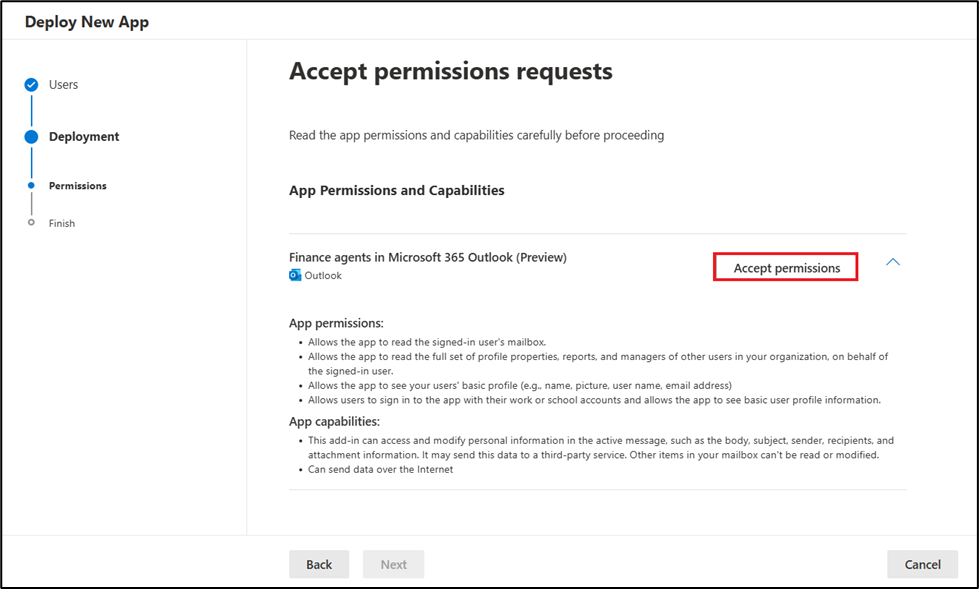 Deploy New App
Users
Deployment
Permissions
Finish
Accept permissions requests
Read the app permissions and capabilities carefully before proceeding
App Permissions and Capabilities
Finance agents in Microsoft 365 Outlook (Preview)
Outlook
Accept permissions
App permissions:
• Allows the app to read the signed-in user's mailbox.
• Allows the app to read the full set of profile properties, reports, and managers of other users in your organization, on behalf of
the signed-in user.
• Allows the app to see your users' basic profile (e.g., name, picture, user name, email address)
• Allows users to sign in to the app with their work or school accounts and allows the app to see basic user profile information.
App capabilities:
• This add-in can access and modify personal information in the active message, such as the body, subject, sender, recipients, and
attachment information. It may send this data to a third-party service. Other items in your mailbox can't be read or modified.
• Can send data over the Internet
Back
Next
Cancel